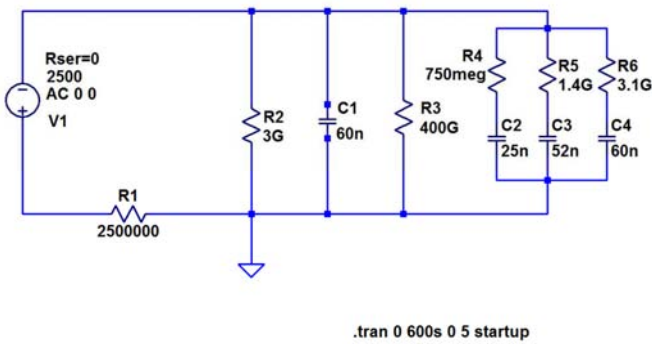 Rser=0
2500
AC 0 0
V1
R1
2500000
R2
3G
C1
60n
R3
400G
R4
750meg
R5
1.4G
R6
3.1G
C2
25n
C3
52n
C4
60n
.tran 0 600s 0 5 startup